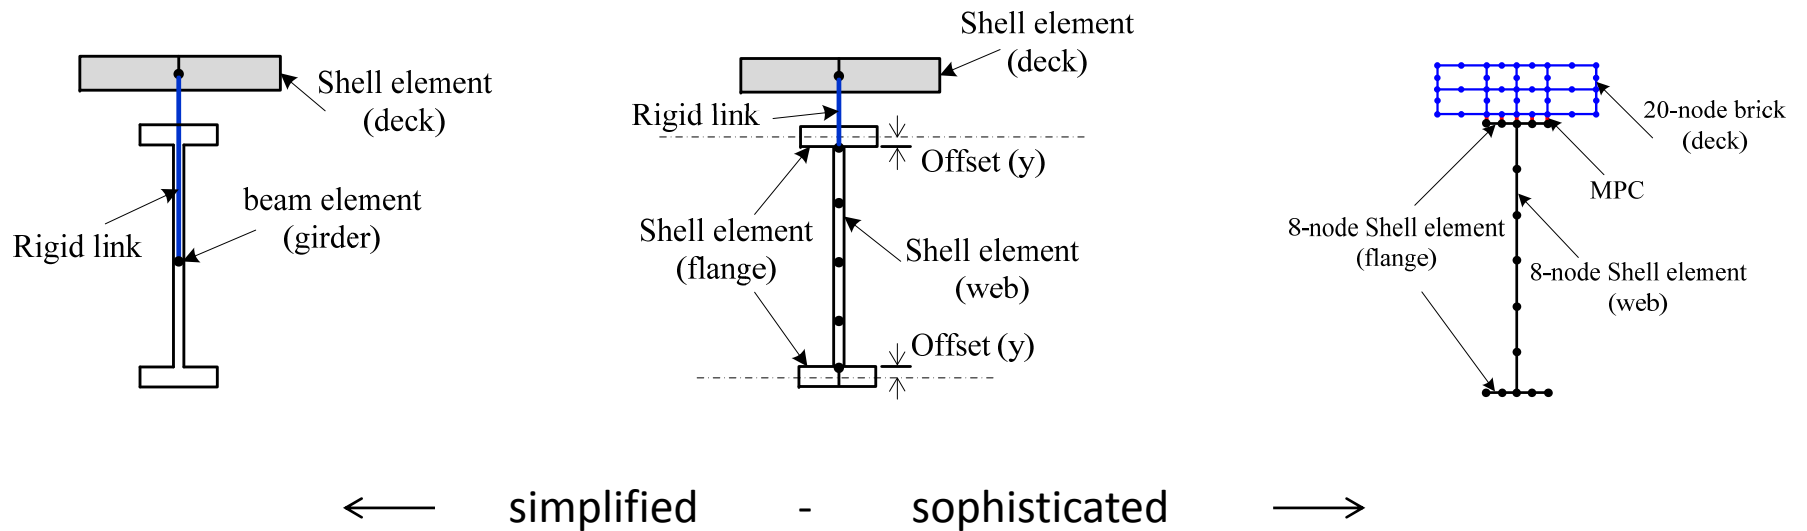 Shell element
(deck)
Rigid link
beam element
(girder)
Shell element
(deck)
Rigid link
Offset (y)
Shell element
(flange)
Shell element
(web)
Offset (y)
20-node brick
(deck)
MPC
8-node Shell element
(flange)
8-node Shell element
(web)
simplified - sophisticated